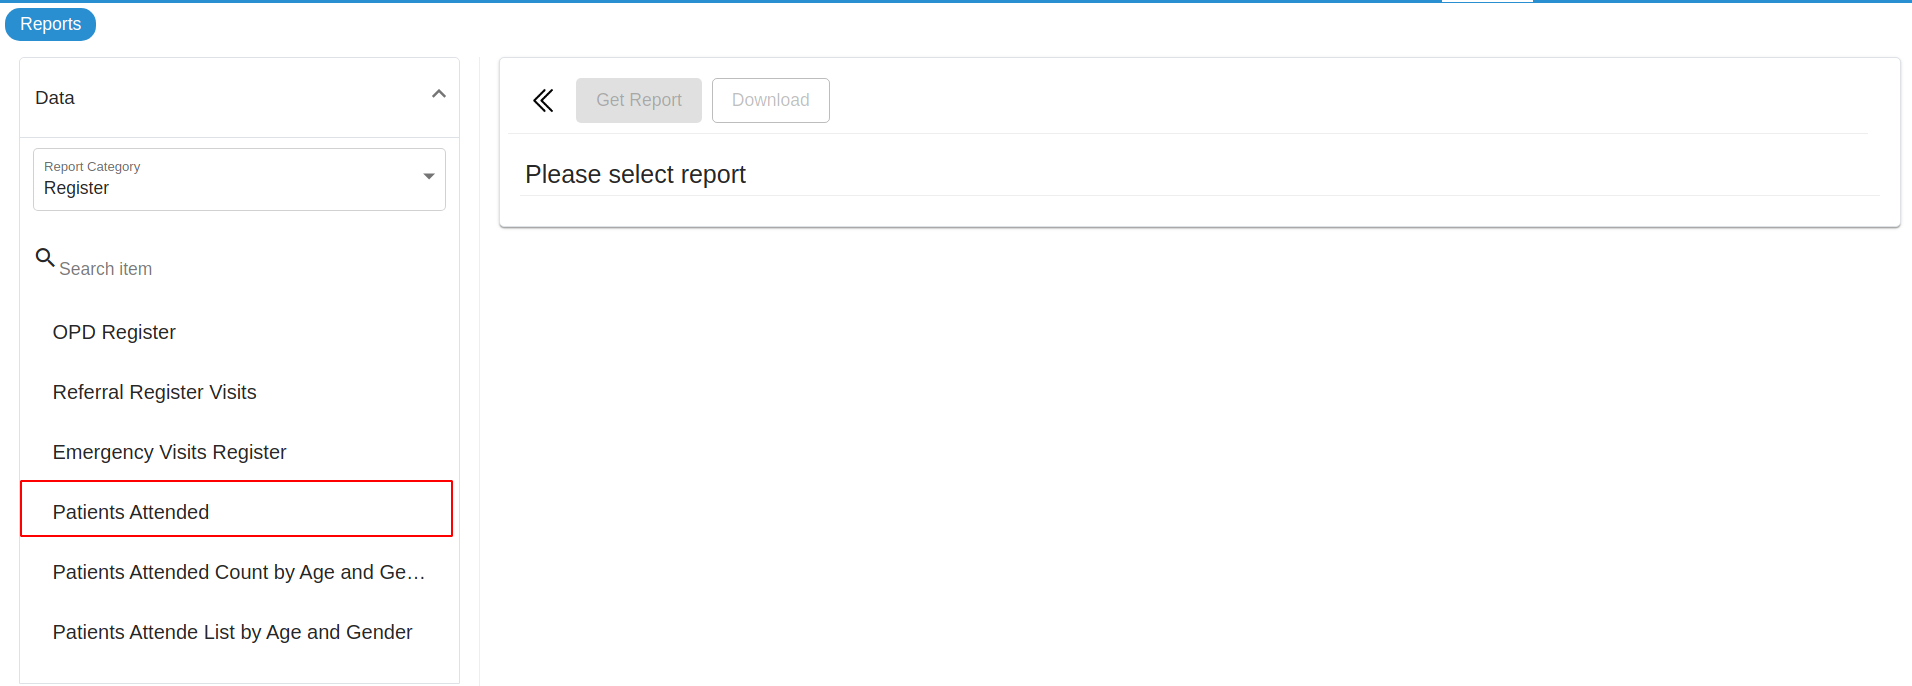 Reports
Data
Report Category
Register
Search item
OPD Register
Referral Register Visits
Emergency Visits Register
Patients Attended
Patients Attended Count by Age and Ge...
Patients Attende List by Age and Gender
Get Report
Download
Please select report